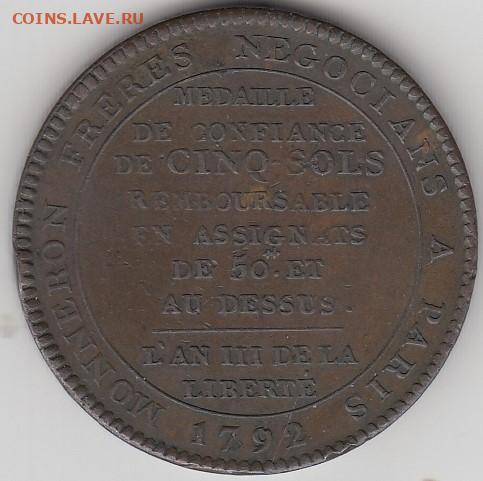 COINS.LAVE.RU
MONNERON FRERES NEGOCIANS A PARIS
1792
MEDAILLE
DE CONFIANCE
DE CINQ-SOLS
REMBOURSABLE
EN ASSIGNATS
DE 50.ᴴ ET
AU DESSUS.
L'AN III DE LA
LIBERTÉ